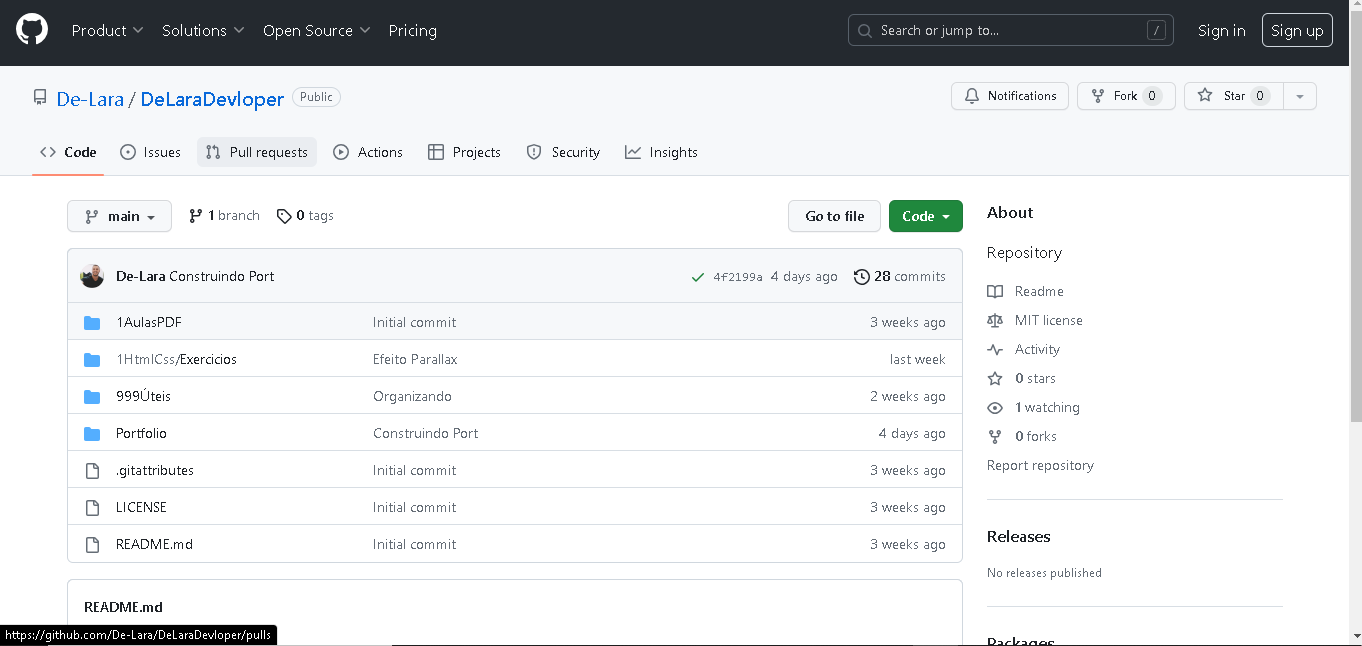 Product Solutions Open Source Pricing Search or jump to... / Sign in Sign up
De-Lara / DeLaraDevloper Public Notifications Fork 0 Star 0
Code Issues Pull requests Actions Projects Security Insights
main 1 branch 0 tags Go to file Code
De-Lara Construindo Port 4f2199a 4 days ago 28 commits
1AulasPDF Initial commit 3 weeks ago
1HtmlCss/Exercicios Efeito Parallax last week
999Úteis Organizando 2 weeks ago
Portfolio Construindo Port 4 days ago
.gitattributes Initial commit 3 weeks ago
LICENSE Initial commit 3 weeks ago
README.md Initial commit 3 weeks ago
README.md
About
Repository
Readme
MIT license
Activity
0 stars
1 watching
0 forks
Report repository
Releases
No releases published
Packages
https://github.com/De-Lara/DeLaraDevloper/pulls